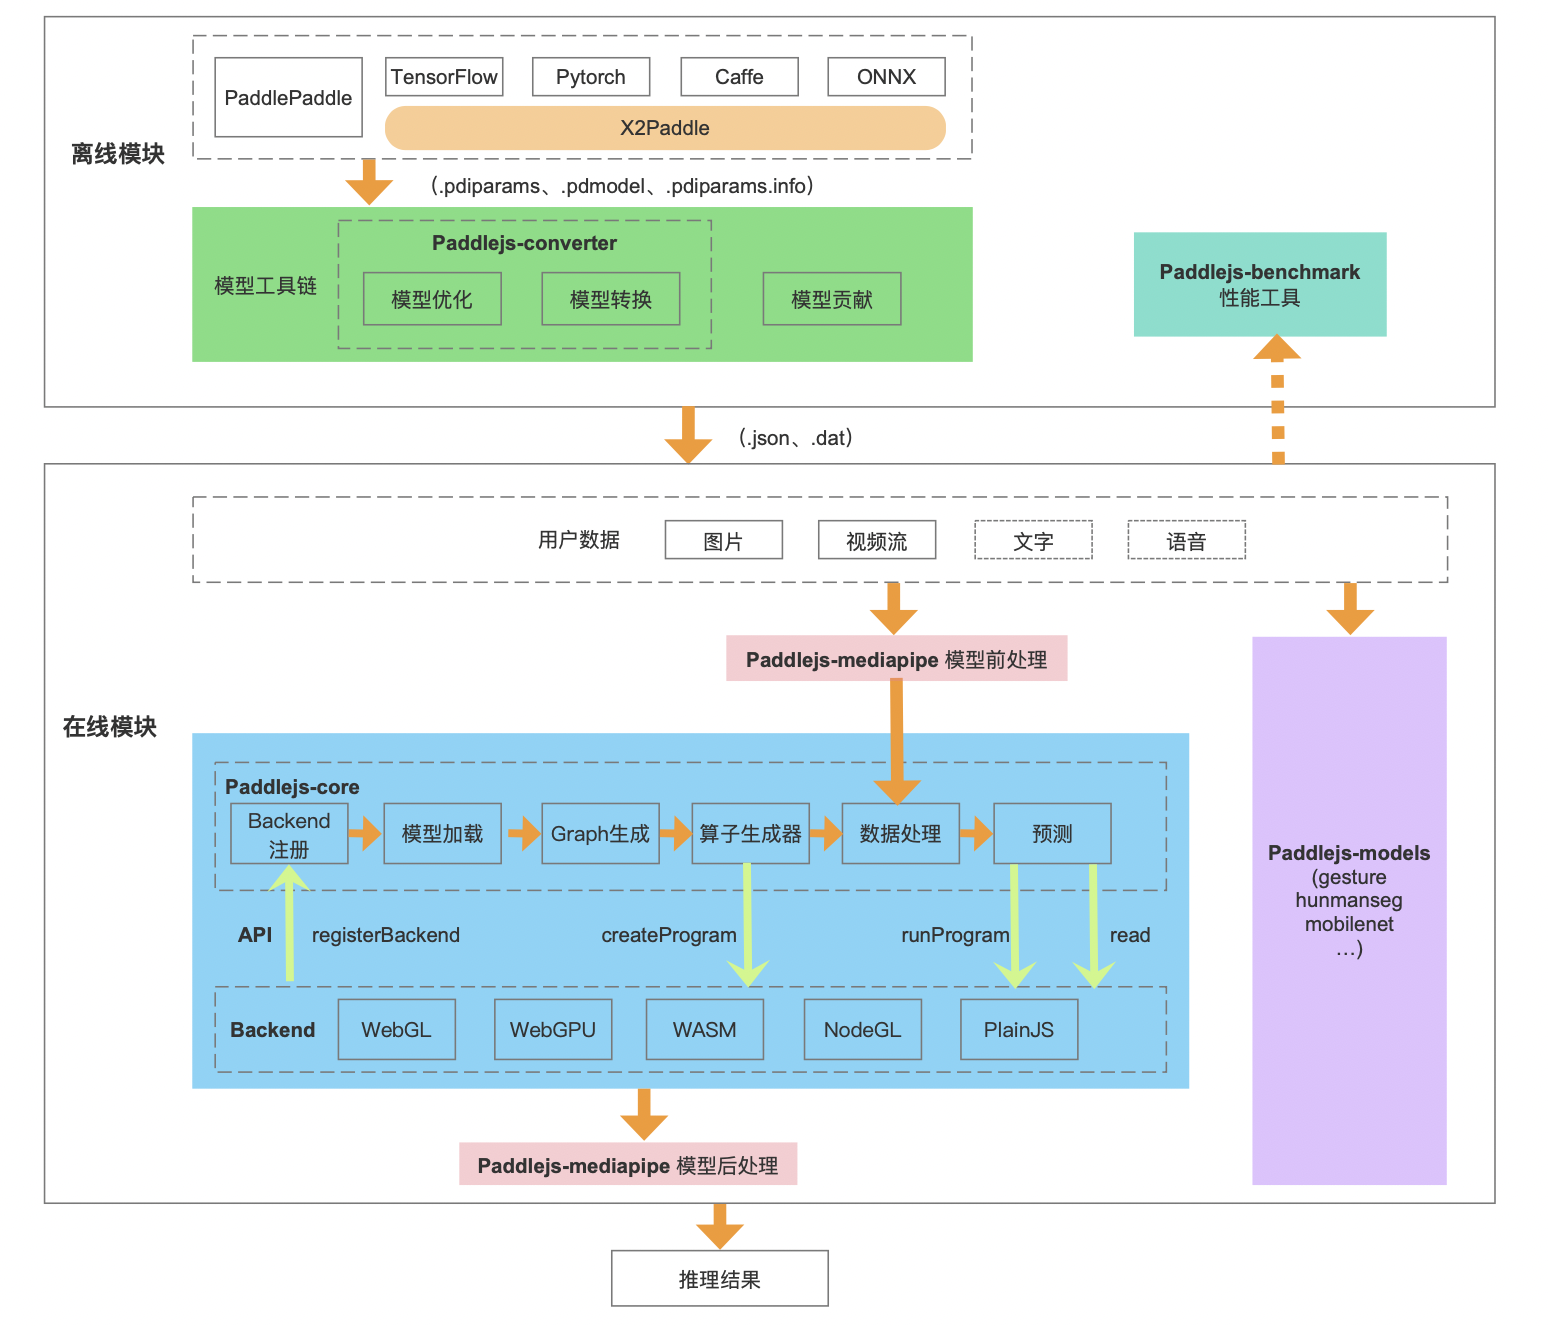 离线模块
PaddlePaddle
TensorFlow
Pytorch
Caffe
ONNX
X2Paddle
(.pdiparams、.pdmodel、.pdiparams.info)
模型工具链
Paddlejs-converter
模型优化
模型转换
模型贡献
Paddlejs-benchmark
性能工具
(.json、.dat)
在线模块
用户数据
图片
视频流
文字
语音
Paddlejs-mediapipe 模型前处理
Paddlejs-core
Backend
注册
模型加载
Graph生成
算子生成器
数据处理
预测
API
registerBackend
createProgram
runProgram
read
Backend
WebGL
WebGPU
WASM
NodeGL
PlainJS
Paddlejs-models
(gesture
hunmanseg
mobilenet
...)
Paddlejs-mediapipe 模型后处理
推理结果